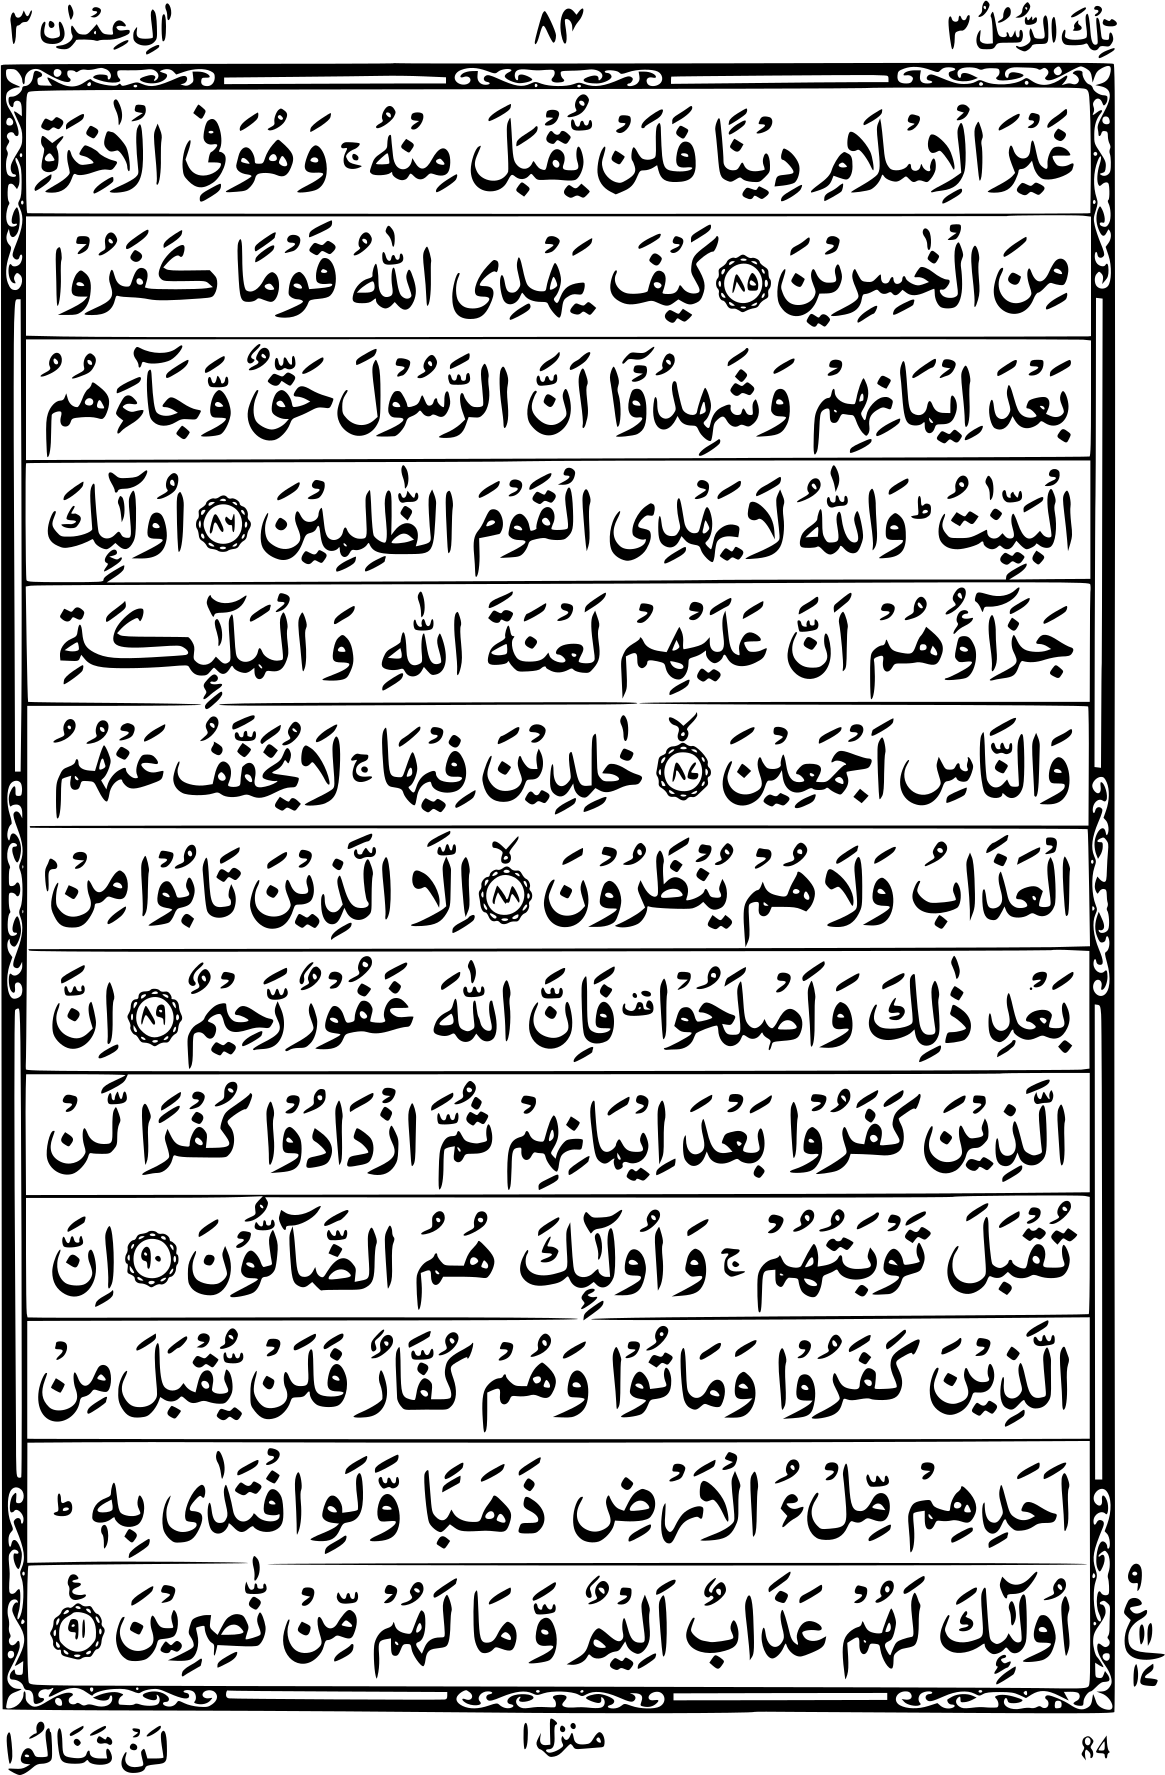 تِلْكَ الرُّسُلُ ٣
٨٤
اٰلِ عِمْرٰن ٣
غَيْرَ الْاِسْلَامِ دِيْنًا فَلَنْ يُّقْبَلَ مِنْهُ ۚ وَهُوَ فِي الْاٰخِرَةِ
مِنَ الْخٰسِرِيْنَ ﴿٨٥﴾ كَيْفَ يَهْدِى اللّٰهُ قَوْمًا كَفَرُوْا
بَعْدَ اِيْمَانِهِمْ وَشَهِدُوْۤا اَنَّ الرَّسُوْلَ حَقٌّ وَّجَآءَهُمُ
الْبَيِّنٰتُ ؕ وَاللّٰهُ لَا يَهْدِى الْقَوْمَ الظّٰلِمِيْنَ ﴿٨٦﴾ اُولٰٓئِكَ
جَزَآؤُهُمْ اَنَّ عَلَيْهِمْ لَعْنَةَ اللّٰهِ وَ الْمَلٰٓئِكَةِ
وَالنَّاسِ اَجْمَعِيْنَ ۙ﴿٨٧﴾ خٰلِدِيْنَ فِيْهَا ۚ لَا يُخَفَّفُ عَنْهُمُ
الْعَذَابُ وَلَا هُمْ يُنْظَرُوْنَ ۙ﴿٨٨﴾ اِلَّا الَّذِيْنَ تَابُوْا مِنْۢ
بَعْدِ ذٰلِكَ وَاَصْلَحُوْا قف فَاِنَّ اللّٰهَ غَفُوْرٌ رَّحِيْمٌ ﴿٨٩﴾ اِنَّ
الَّذِيْنَ كَفَرُوْا بَعْدَ اِيْمَانِهِمْ ثُمَّ ازْدَادُوْا كُفْرًا لَّنْ
تُقْبَلَ تَوْبَتُهُمْ ۚ وَ اُولٰٓئِكَ هُمُ الضَّآلُّوْنَ ﴿٩٠﴾ اِنَّ
الَّذِيْنَ كَفَرُوْا وَمَاتُوْا وَهُمْ كُفَّارٌ فَلَنْ يُّقْبَلَ مِنْ
اَحَدِهِمْ مِّلْءُ الْاَرْضِ ذَهَبًا وَّلَوِ افْتَدٰى بِهٖ ؕ
اُولٰٓئِكَ لَهُمْ عَذَابٌ اَلِيْمٌ وَّ مَا لَهُمْ مِّنْ نّٰصِرِيْنَ ﴿٩١﴾ ع
٩
ع ١١
١٧
84
منزل ١
لَنْ تَنَالُوا